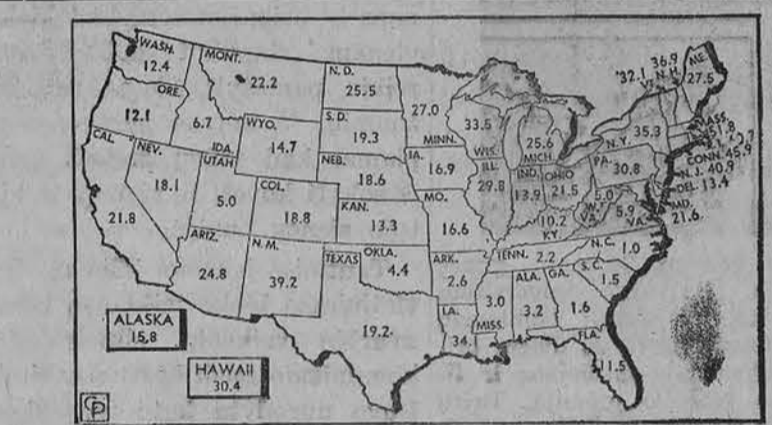 WASH.
12.4
ORE.
12.1
CAL.
21.8
NEV.
18.1
IDA.
6.7
MONT.
22.2
WYO.
14.7
UTAH
5.0
COL.
18.8
ARIZ.
24.8
N.M.
39.2
N. D.
25.5
S. D.
19.3
NEB.
18.6
KAN.
13.3
OKLA.
4.4
TEXAS
19.2
MINN.
27.0
IA.
16.9
MO.
16.6
ARK.
2.6
LA.
34.
WIS.
33.5
ILL.
29.8
MICH.
25.6
IND.
13.9
OHIO
21.5
KY.
10.2
TENN. 2.2
MISS.
3.0
ALA.
3.2
GA.
1.6
FLA.
11.5
S. C.
1.5
N. C.
1.0
VA.
5.9
W. VA.
5.0
PA.
30.8
N.Y.
35.3
VT.
32.1
N.H.
36.9
ME.
27.5
MASS.
51.8
CONN. 45.9
N. J. 40.9
DEL. 13.4
MD.
21.6
ALASKA
15.8
HAWAII
30.4
CP